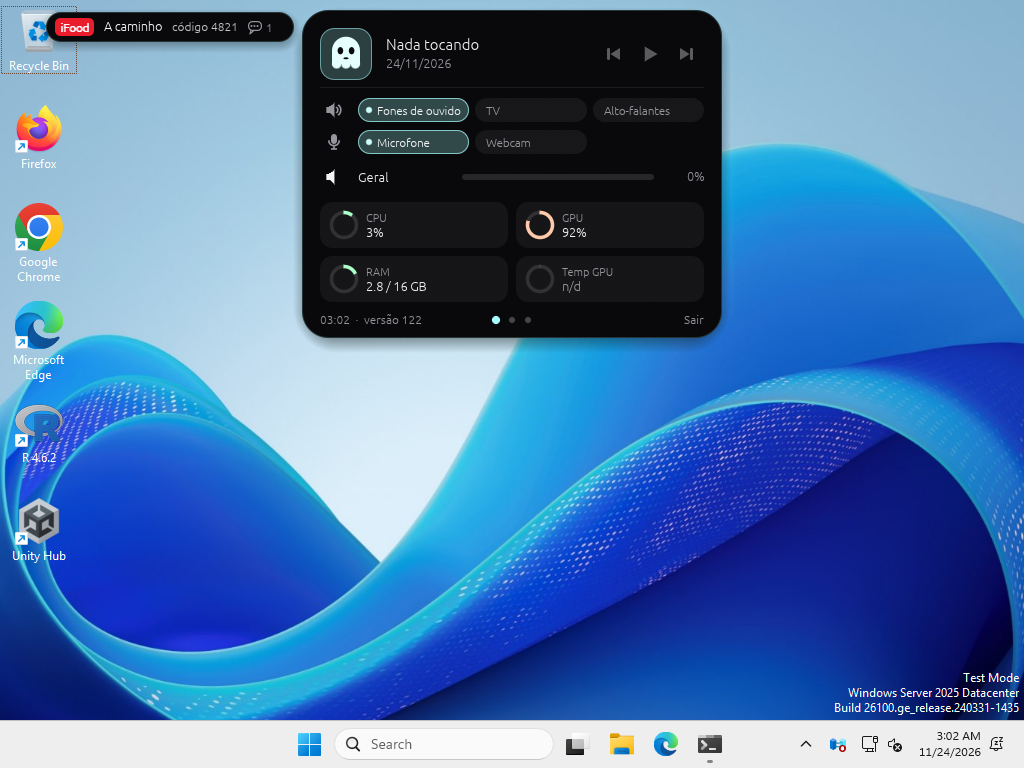 iFood A caminho código 4821 1
Recycle Bin
Firefox
Google
Chrome
Microsoft
Edge
R 4.6.2
Unity Hub
Nada tocando
24/11/2026
Fones de ouvido TV Alto-falantes
Microfone Webcam
Geral 0%
CPU
3%
GPU
92%
RAM
2.8 / 16 GB
Temp GPU
n/d
03:02 · versão 122 Sair
Test Mode
Windows Server 2025 Datacenter
Build 26100.ge_release.240331-1435
Search
3:02 AM
11/24/2026